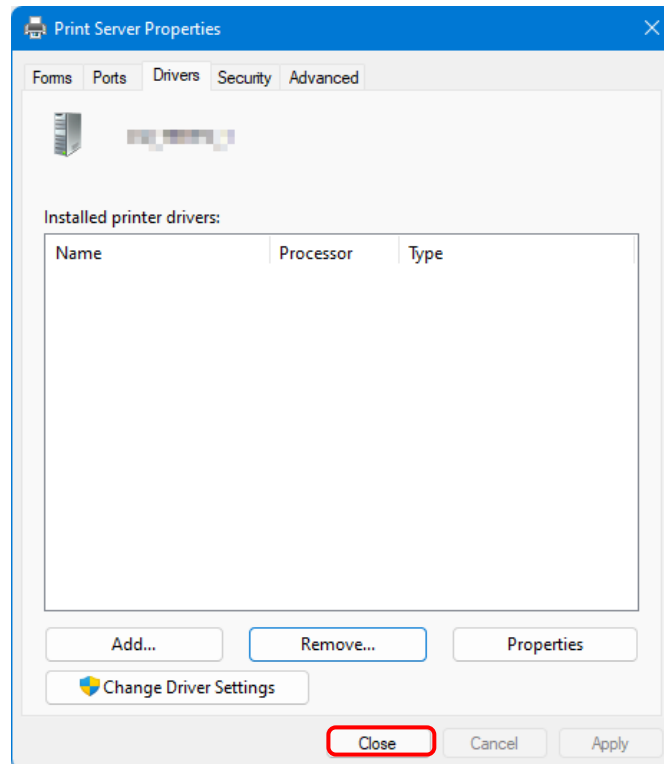 Print Server Properties
Forms Ports Drivers Security Advanced
Installed printer drivers:
Name Processor Type
Add... Remove... Properties
Change Driver Settings
Close Cancel Apply